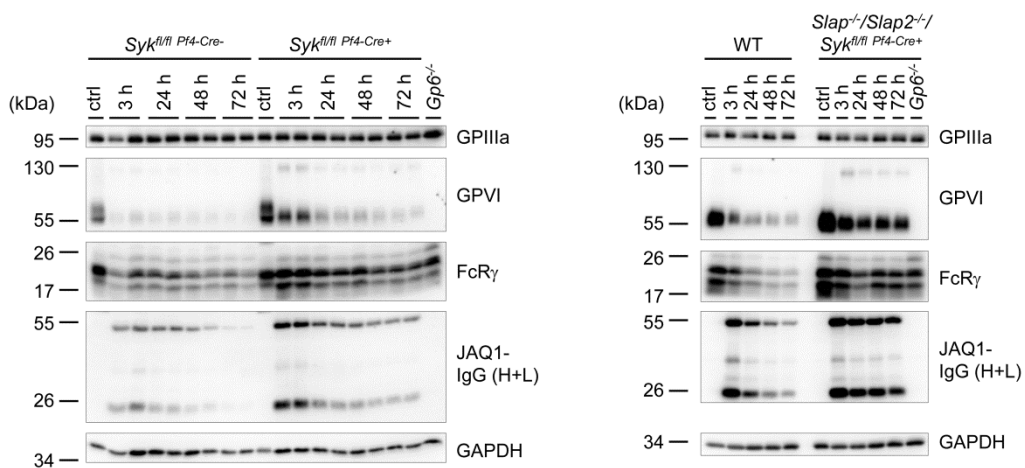 Syk^fl/fl Pf4-Cre- Syk^fl/fl Pf4-Cre+
ctrl 3 h 24 h 48 h 72 h ctrl 3 h 24 h 48 h 72 h Gp6^-/-
(kDa)
95 GPIIIa
130
GPVI
55
26
FcRγ
17
55
JAQ1-
IgG (H+L)
26
GAPDH
34
Slap^-/-/Slap2^-/-/
WT Syk^fl/fl Pf4-Cre+
ctrl 3 h 24 h 48 h 72 h ctrl 3 h 24 h 48 h 72 h Gp6^-/-
(kDa)
95 GPIIIa
130
GPVI
55
26
FcRγ
17
55
JAQ1-
IgG (H+L)
26
34 GAPDH